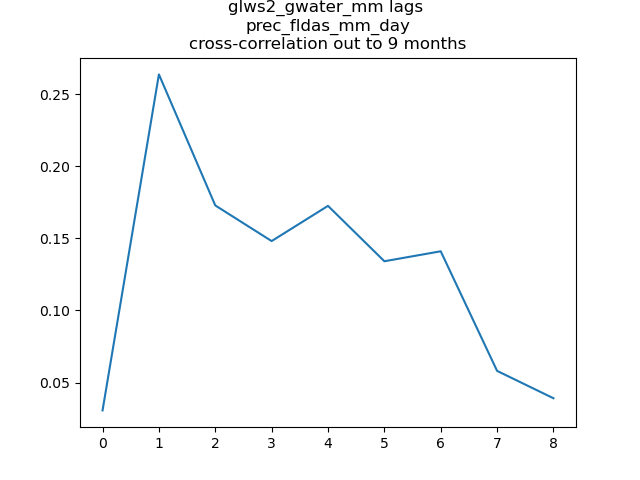 glws2_gwater_mm lags
prec_fldas_mm_day
cross-correlation out to 9 months
0.25
0.20
0.15
0.10
0.05
0 1 2 3 4 5 6 7 8